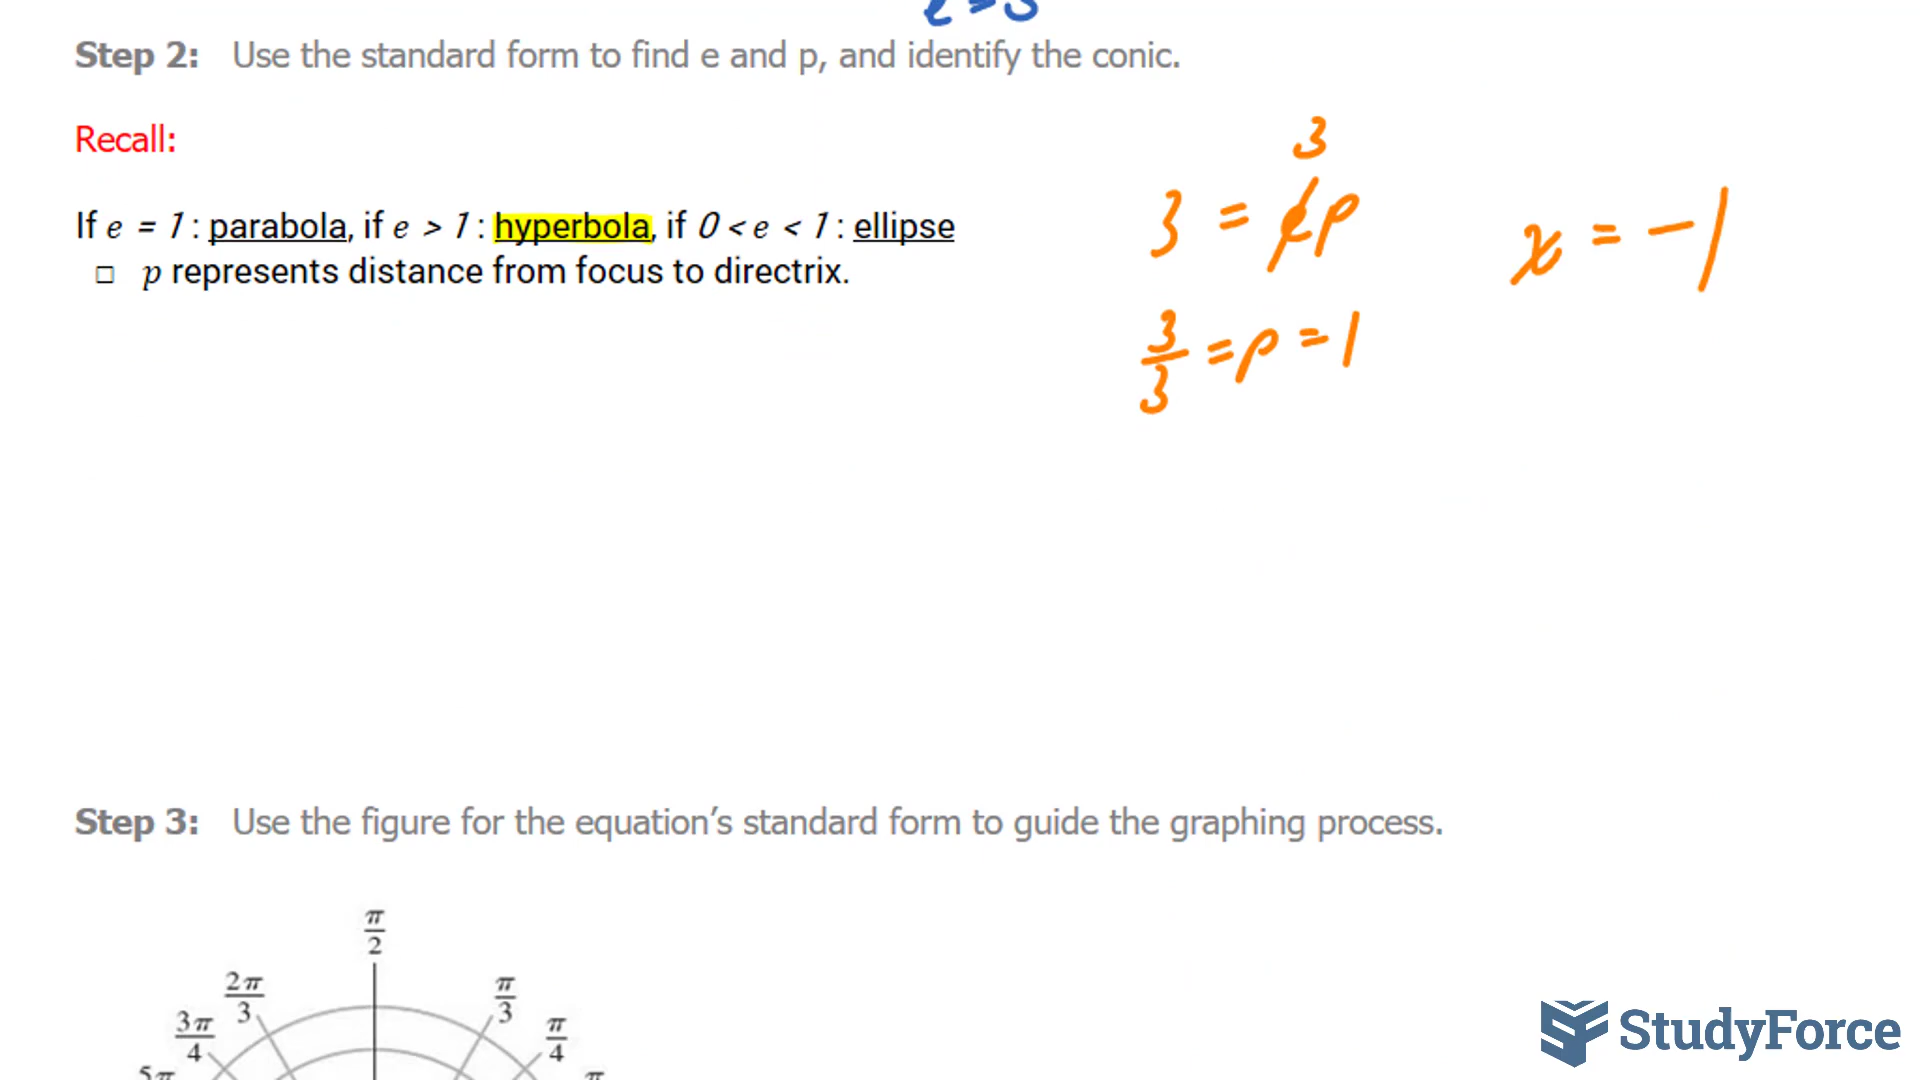 e = 3
Step 2: Use the standard form to find e and p, and identify the conic.
Recall:
If e = 1 : parabola, if e > 1 : hyperbola, if 0 < e < 1 : ellipse
□ p represents distance from focus to directrix.
3
3 = ep
x = -1
3/3 = p = 1
Step 3: Use the figure for the equation’s standard form to guide the graphing process.
π/2
2π/3
π/3
3π/4
π/4
5π
π
StudyForce